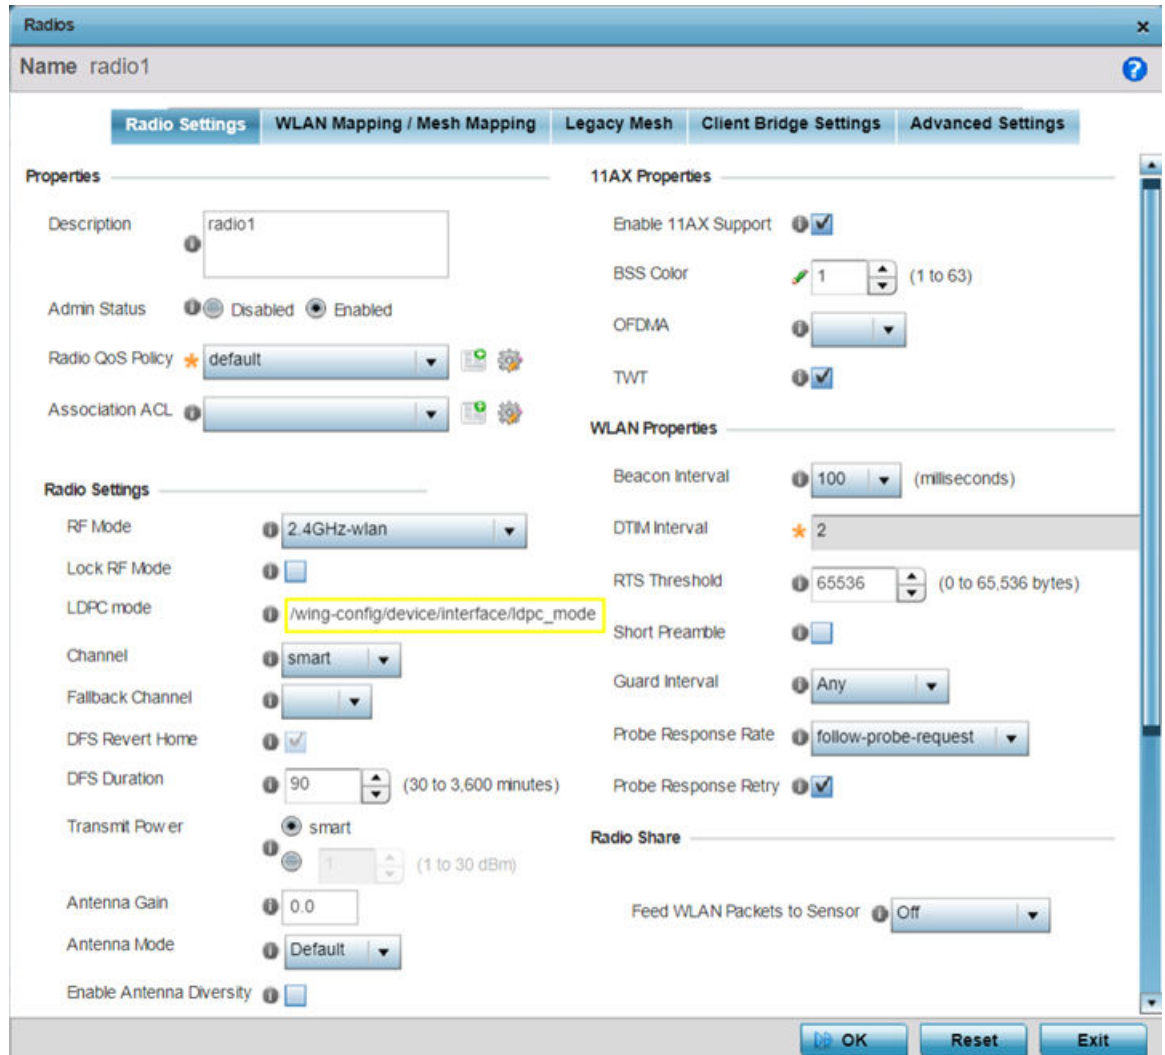 Radios
Name radio1
Radio Settings WLAN Mapping / Mesh Mapping Legacy Mesh Client Bridge Settings Advanced Settings
Properties
Description radio1
Admin Status Disabled Enabled
Radio QoS Policy default
Association ACL
Radio Settings
RF Mode 2.4GHz-wlan
Lock RF Mode
LDPC mode /wing-config/device/interface/ldpc_mode
Channel smart
Fallback Channel
DFS Revert Home
DFS Duration 90 (30 to 3,600 minutes)
Transmit Power smart
1 (1 to 30 dBm)
Antenna Gain 0.0
Antenna Mode Default
Enable Antenna Diversity
11AX Properties
Enable 11AX Support
BSS Color 1 (1 to 63)
OFDMA
TWT
WLAN Properties
Beacon Interval 100 (milliseconds)
DTIM Interval 2
RTS Threshold 65536 (0 to 65,536 bytes)
Short Preamble
Guard Interval Any
Probe Response Rate follow-probe-request
Probe Response Retry
Radio Share
Feed WLAN Packets to Sensor Off
OK Reset Exit